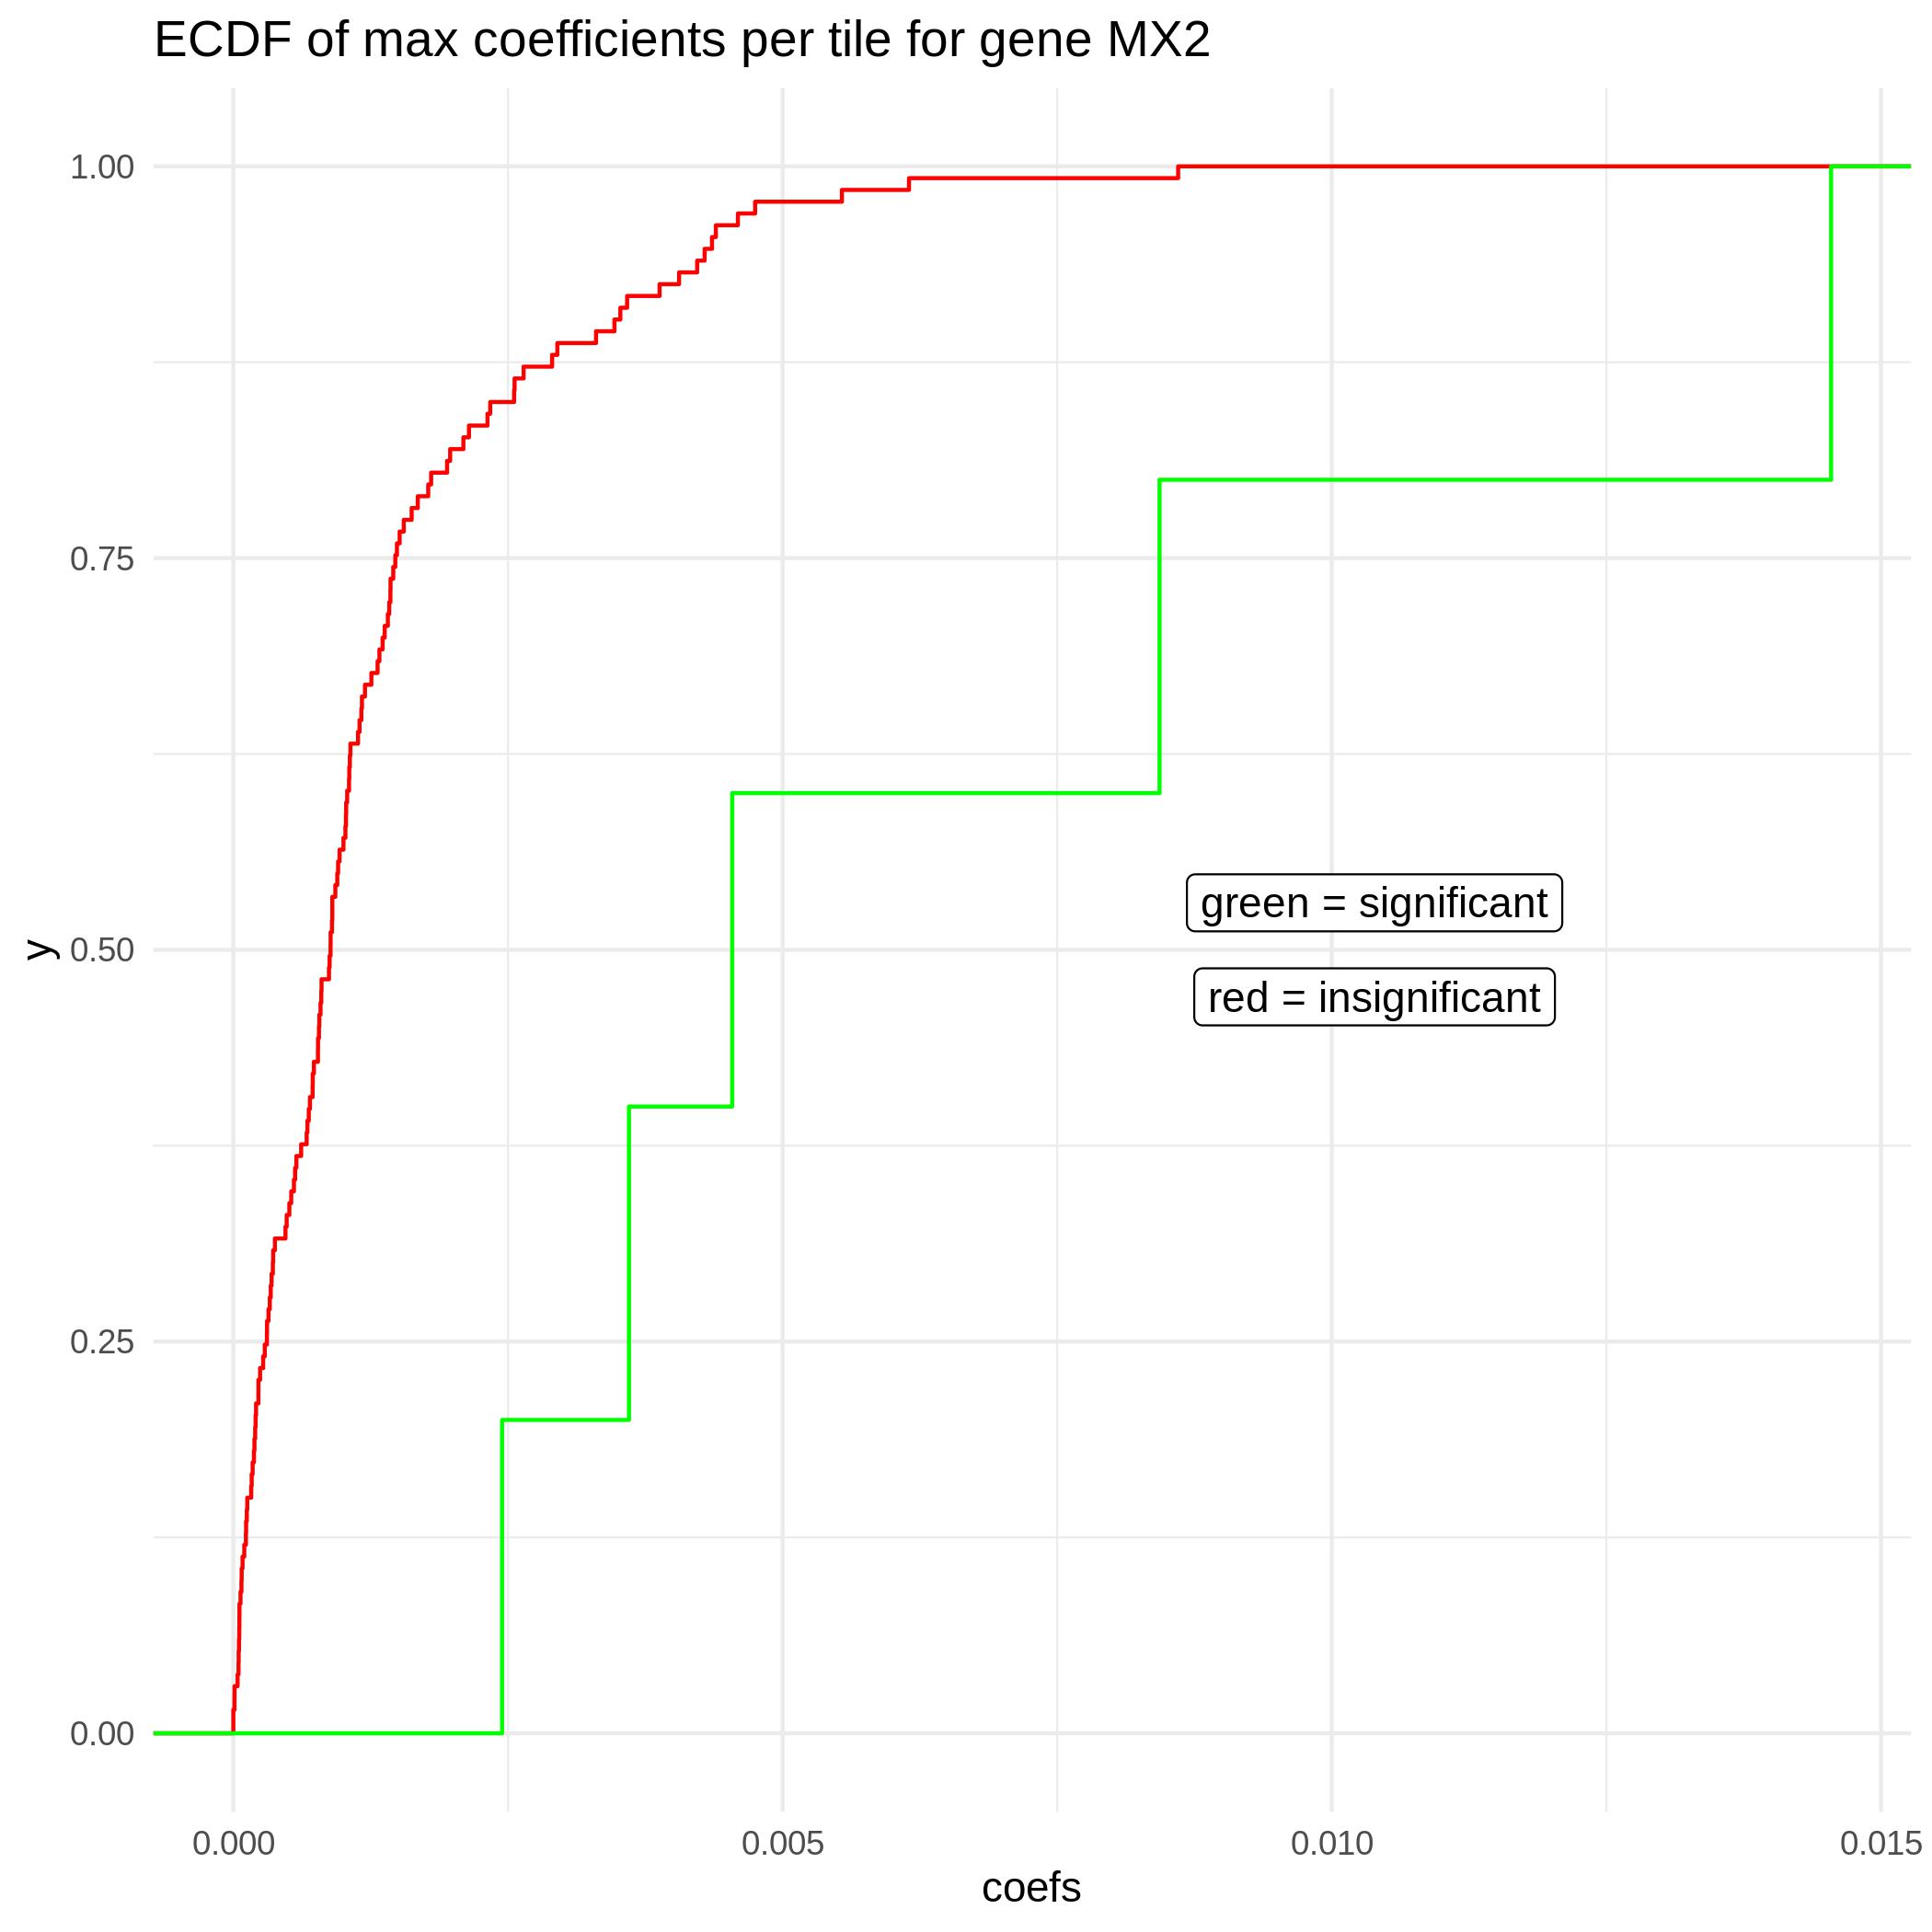 ECDF of max coefficients per tile for gene MX2
1.00
0.75
0.50
0.25
0.00
y
green = significant
red = insignificant
0.000
0.005
0.010
0.015
coefs